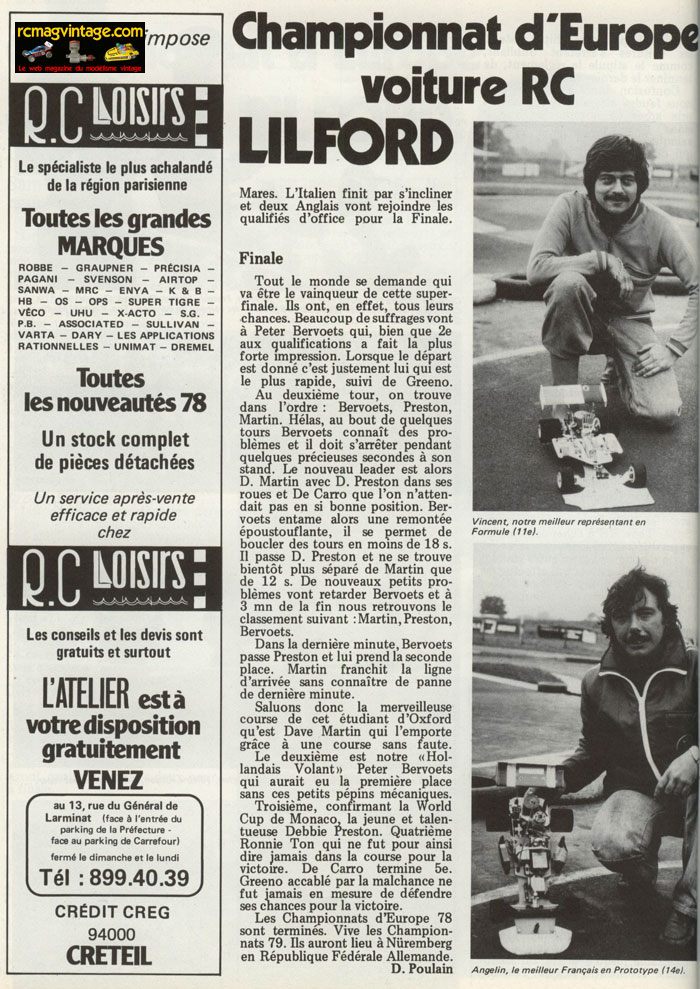 rcmagvintage.com
Le web magazine du modélisme vintage
impose
R.C LOISIRS
Le spécialiste le plus achalandé
de la région parisienne
Toutes les grandes
MARQUES
ROBBE — GRAUPNER — PRÉCISIA —
PAGANI — SVENSON — AIRTOP —
SANWA — MRC — ENYA — K & B —
HB — OS — OPS — SUPER TIGRE —
VÉCO — UHU — X-ACTO — S.G. —
P.B. — ASSOCIATED — SULLIVAN —
VARTA — DARY — LES APPLICATIONS
RATIONNELLES — UNIMAT — DREMEL
Toutes
les nouveautés 78
Un stock complet
de pièces détachées
Un service après-vente
efficace et rapide
chez
R.C LOISIRS
Les conseils et les devis sont
gratuits et surtout
L'ATELIER est à
votre disposition
gratuitement
VENEZ
au 13, rue du Général de
Larminat (face à l'entrée du
parking de la Préfecture -
face au parking de Carrefour)
fermé le dimanche et le lundi
Tél : 899.40.39
CRÉDIT CREG
94000
CRETEIL
Championnat d'Europe
voiture RC
LILFORD
Mares. L'Italien finit par s'incliner
et deux Anglais vont rejoindre les
qualifiés d'office pour la Finale.
Finale
Tout le monde se demande qui
va être le vainqueur de cette super-
finale. Ils ont, en effet, tous leurs
chances. Beaucoup de suffrages vont
à Peter Bervoets qui, bien que 2e
aux qualifications a fait la plus
forte impression. Lorsque le départ
est donné c'est justement lui qui est
le plus rapide, suivi de Greeno.
Au deuxième tour, on trouve
dans l'ordre : Bervoets, Preston,
Martin. Hélas, au bout de quelques
tours Bervoets connaît des pro-
blèmes et il doit s'arrêter pendant
quelques précieuses secondes à son
stand. Le nouveau leader est alors
D. Martin avec D. Preston dans ses
roues et De Carro que l'on n'atten-
dait pas en si bonne position. Ber-
voets entame alors une remontée
époustouflante, il se permet de
boucler des tours en moins de 18 s.
Il passe D. Preston et ne se trouve
bientôt plus séparé de Martin que
de 12 s. De nouveaux petits pro-
blèmes vont retarder Bervoets et à
3 mn de la fin nous retrouvons le
classement suivant : Martin, Preston,
Bervoets.
Dans la dernière minute, Bervoets
passe Preston et lui prend la seconde
place. Martin franchit la ligne
d'arrivée sans connaître de panne
de dernière minute.
Saluons donc la merveilleuse
course de cet étudiant d'Oxford
qu'est Dave Martin qui l'emporte
grâce à une course sans faute.
Le deuxième est notre «Hol-
landais Volant» Peter Bervoets
qui aurait eu la première place
sans ces petits pépins mécaniques.
Troisième, confirmant la World
Cup de Monaco, la jeune et talen-
tueuse Debbie Preston. Quatrième
Ronnie Ton qui ne fut pour ainsi
dire jamais dans la course pour la
victoire. De Carro termine 5e.
Greeno accablé par la malchance ne
fut jamais en mesure de défendre
ses chances pour la victoire.
Les Championnats d'Europe 78
sont terminés. Vive les Champion-
nats 79. Ils auront lieu à Nüremberg
en République Fédérale Allemande.
D. Poulain
Vincent, notre meilleur représentant en
Formule (11e).
Angelin, le meilleur Français en Prototype (14e).